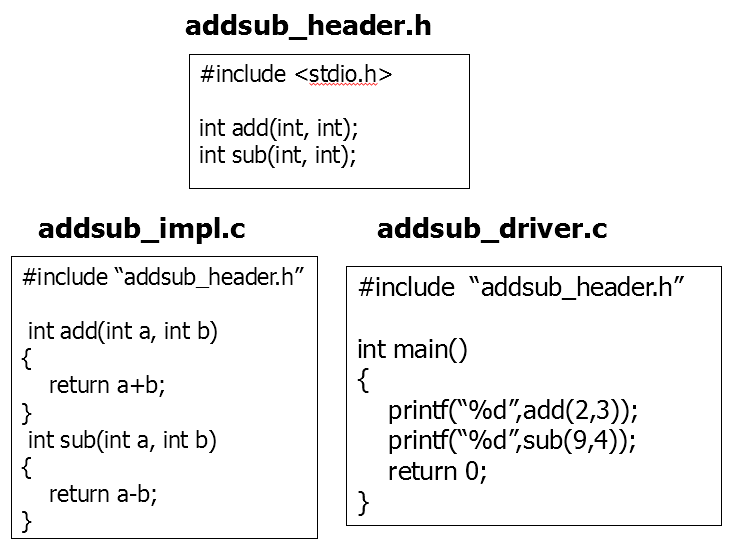 addsub_header.h
#include <stdio.h>
int add(int, int);
int sub(int, int);
addsub_impl.c
#include “addsub_header.h”
int add(int a, int b)
{
return a+b;
}
int sub(int a, int b)
{
return a-b;
}
addsub_driver.c
#include “addsub_header.h”
int main()
{
printf(“%d”,add(2,3));
printf(“%d”,sub(9,4));
return 0;
}